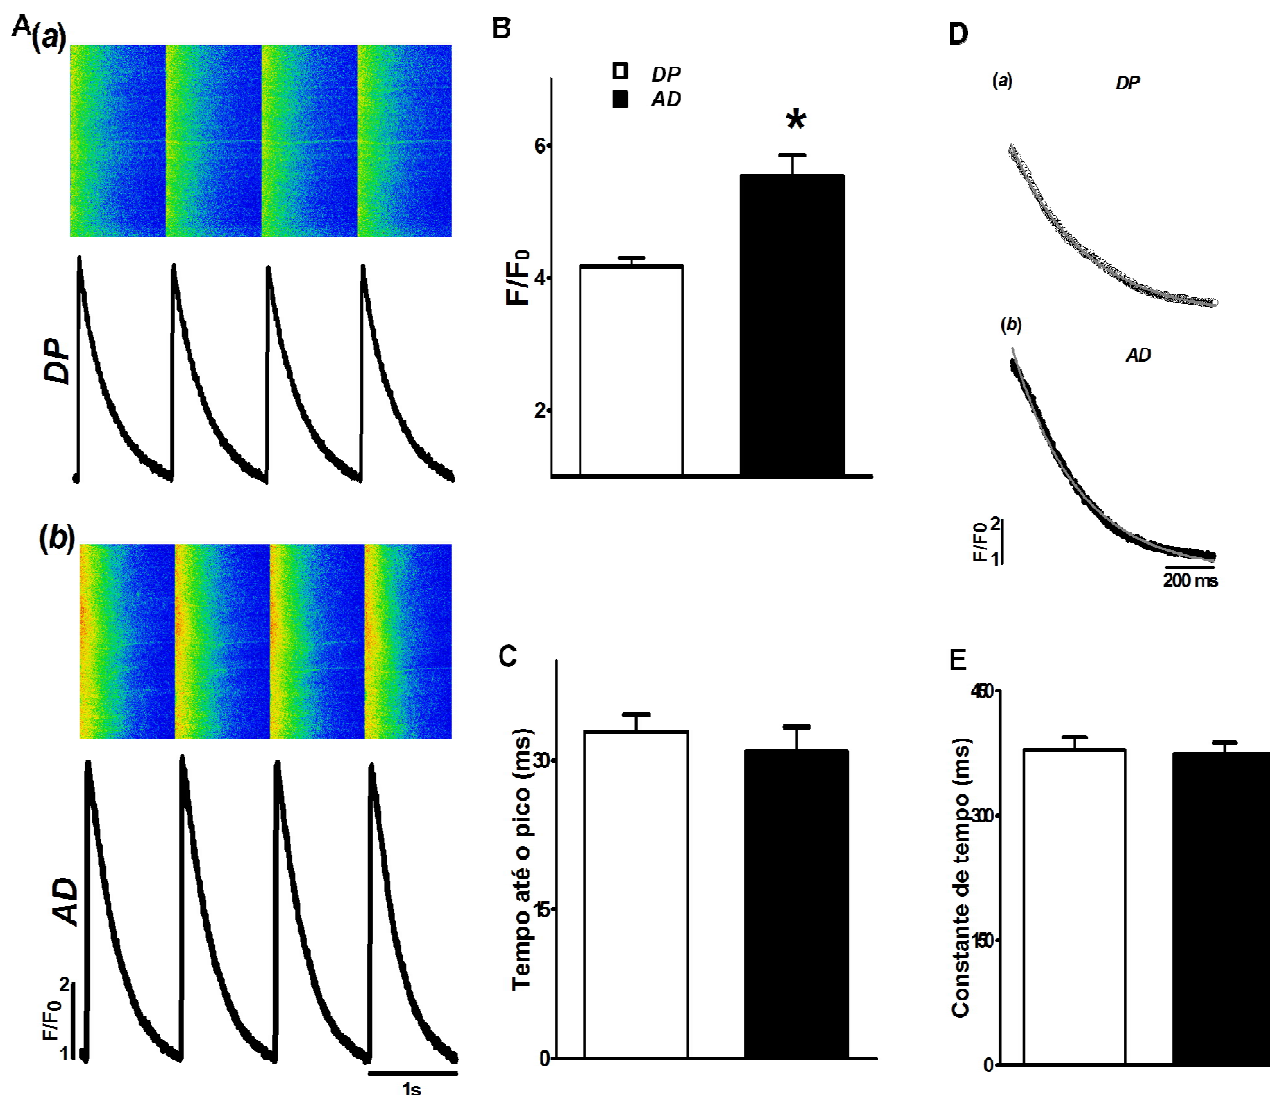 A
(a)
DP
(b)
AD
2
F/F0
1
1s
B
DP
AD
*
6
4
2
F/F0
C
30
15
0
Tempo até o pico (ms)
D
(a)
DP
(b)
AD
2
F/F0
1
200 ms
E
450
300
150
0
Constante de tempo (ms)